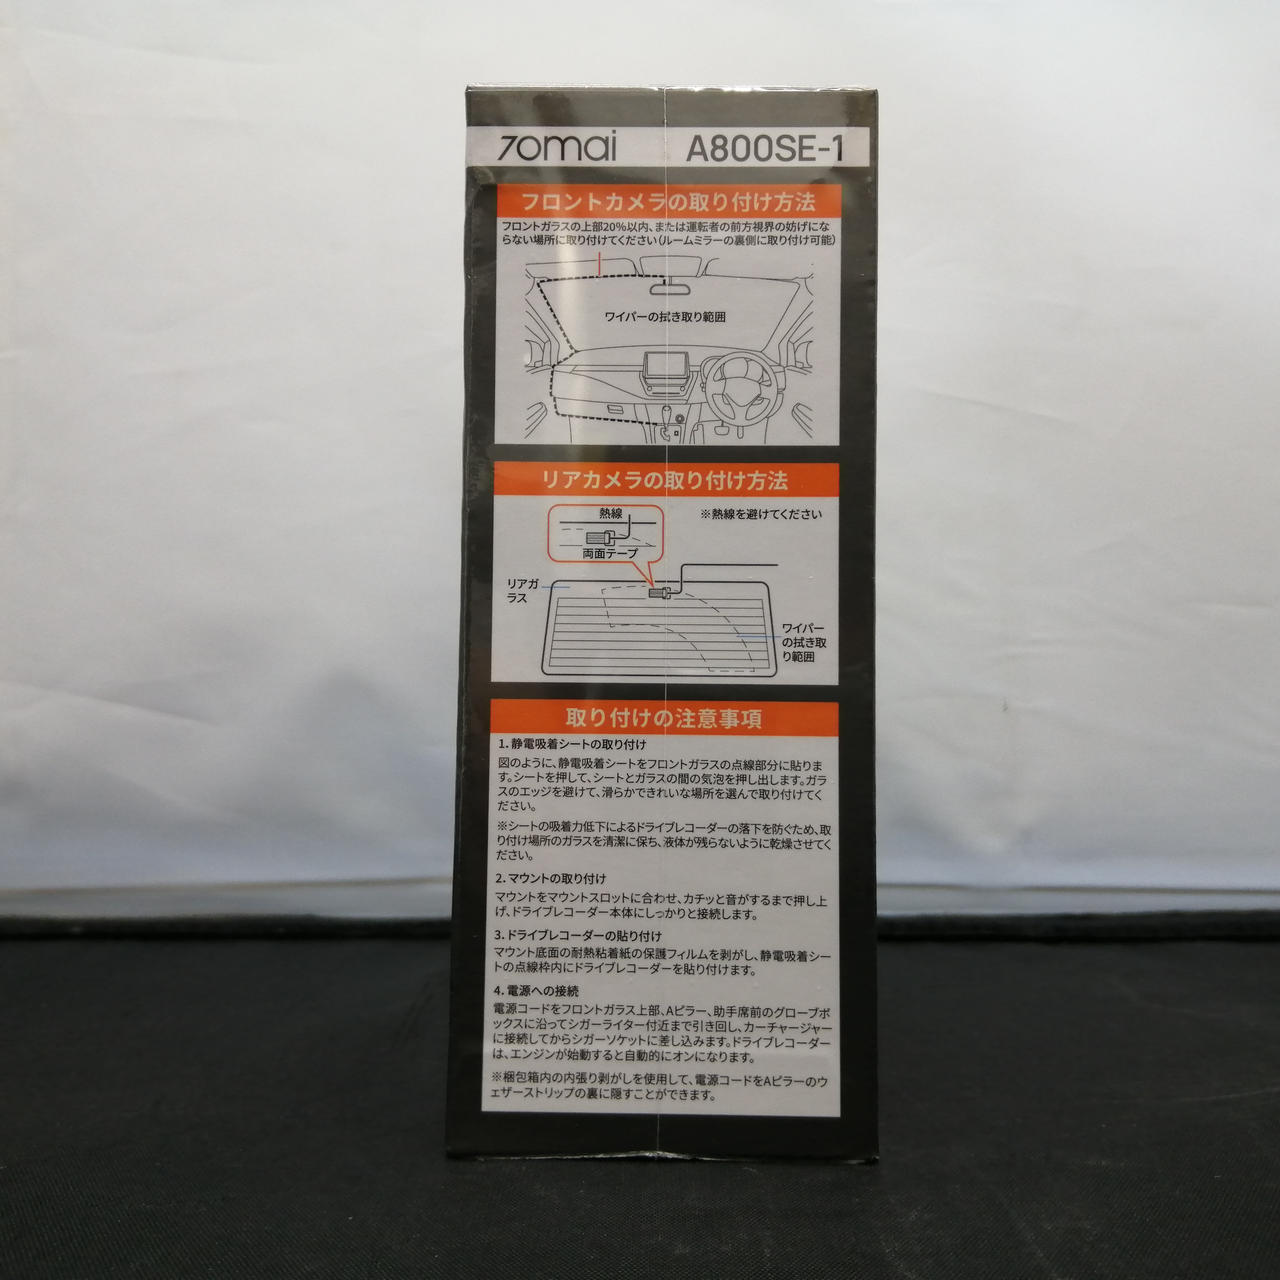 70mai A800SE-1
フロントカメラの取り付け方法
フロントガラスの上部20%以内、または運転者の前方視界の妨げにな
らない場所に取り付けてください(ルームミラーの裏側に取り付け可能)
ワイパーの拭き取り範囲
リアカメラの取り付け方法
熱線
※熱線を避けてください
両面テープ
リアガ
ラス
ワイパー
の拭き取
り範囲
取り付けの注意事項
1. 静電吸着シートの取り付け
図のように、静電吸着シートをフロントガラスの点線部分に貼りま
す。シートを押して、シートとガラスの間の気泡を押し出します。ガラ
スのエッジを避けて、滑らかできれいな場所を選んで取り付けてく
ださい。
※シートの吸着力低下によるドライブレコーダーの落下を防ぐため、取
り付け場所のガラスを清潔に保ち、液体が残らないように乾燥させてく
ださい。
2. マウントの取り付け
マウントをマウントスロットに合わせ、カチッと音がするまで押し上
げ、ドライブレコーダー本体にしっかりと接続します。
3. ドライブレコーダーの貼り付け
マウント底面の耐熱粘着紙の保護フィルムを剥がし、静電吸着シー
トの点線枠内にドライブレコーダーを貼り付けます。
4. 電源への接続
電源コードをフロントガラス上部、Aピラー、助手席前のグローブボ
ックスに沿ってシガーライター付近まで引き回し、カーチャージャー
に接続してからシガーソケットに差し込みます。ドライブレコーダー
は、エンジンが始動すると自動的にオンになります。
※梱包箱内の内張り剥がしを使用して、電源コードをAピラーのウ
ェザーストリップの裏に隠すことができます。